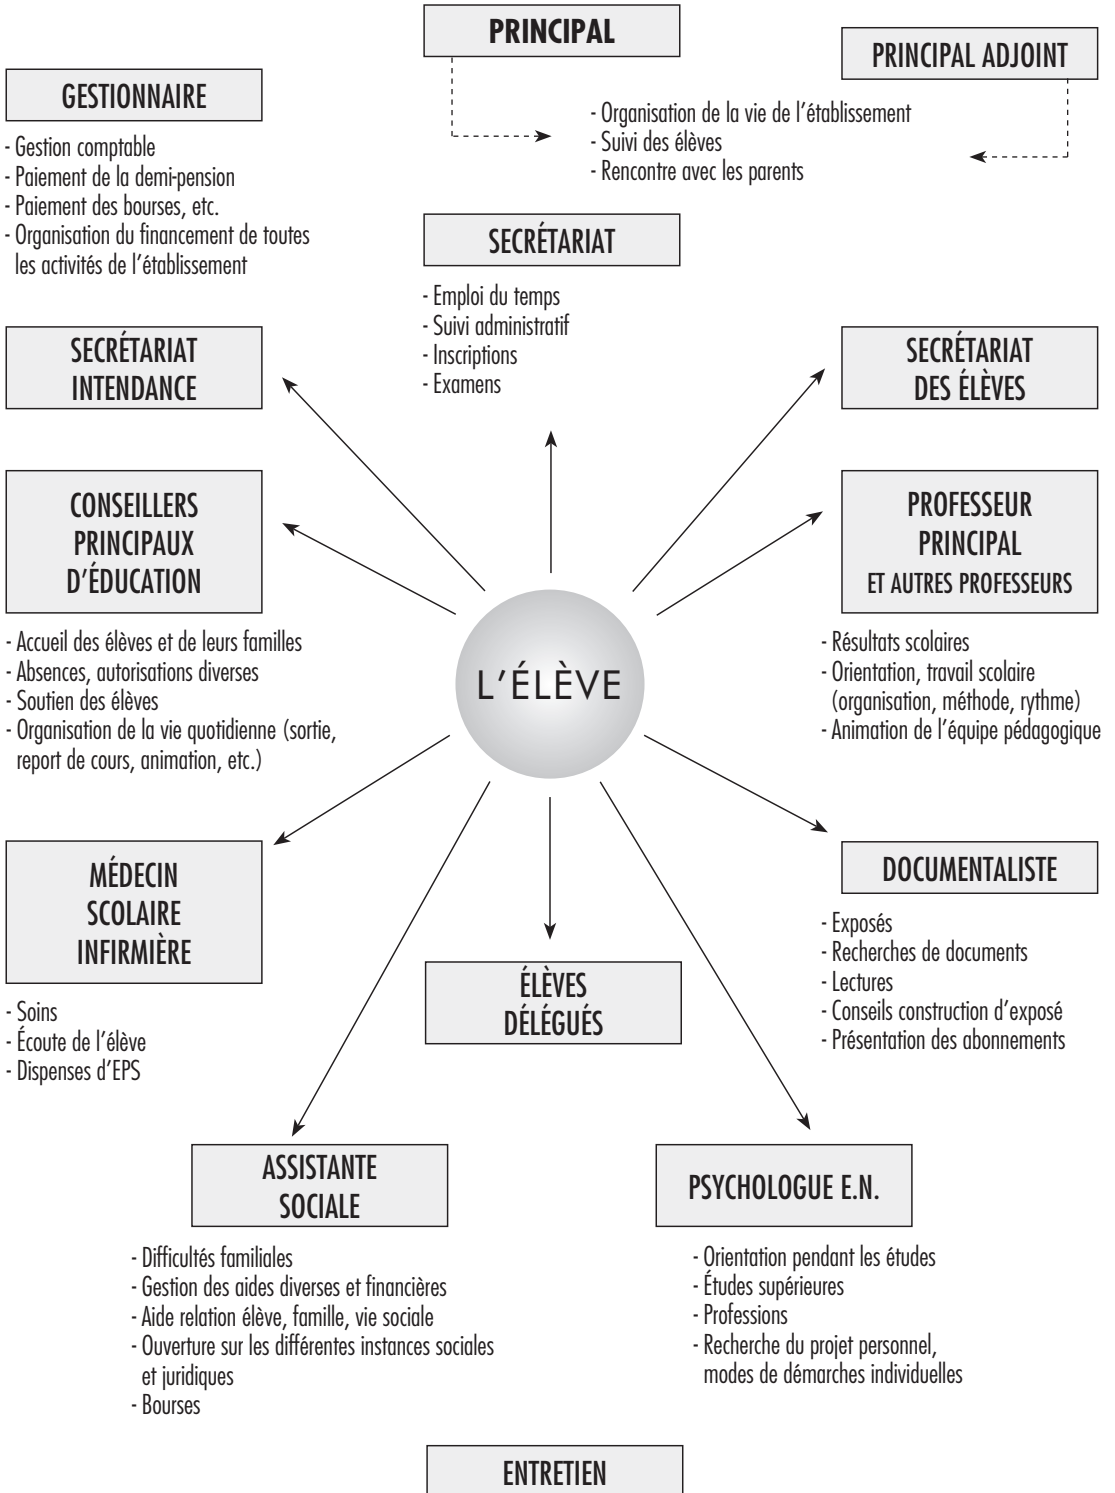 PRINCIPAL
PRINCIPAL ADJOINT
- Organisation de la vie de l'établissement
- Suivi des élèves
- Rencontre avec les parents
GESTIONNAIRE
- Gestion comptable
- Paiement de la demi-pension
- Paiement des bourses, etc.
- Organisation du financement de toutes
les activités de l'établissement
SECRÉTARIAT
- Emploi du temps
- Suivi administratif
- Inscriptions
- Examens
SECRÉTARIAT
INTENDANCE
SECRÉTARIAT
DES ÉLÈVES
CONSEILLERS
PRINCIPAUX
D'ÉDUCATION
- Accueil des élèves et de leurs familles
- Absences, autorisations diverses
- Soutien des élèves
- Organisation de la vie quotidienne (sortie,
report de cours, animation, etc.)
L'ÉLÈVE
PROFESSEUR
PRINCIPAL
ET AUTRES PROFESSEURS
- Résultats scolaires
- Orientation, travail scolaire
(organisation, méthode, rythme)
- Animation de l'équipe pédagogique
MÉDECIN
SCOLAIRE
INFIRMIÈRE
- Soins
- Écoute de l'élève
- Dispenses d'EPS
ÉLÈVES
DÉLÉGUÉS
DOCUMENTALISTE
- Exposés
- Recherches de documents
- Lectures
- Conseils construction d'exposé
- Présentation des abonnements
ASSISTANTE
SOCIALE
- Difficultés familiales
- Gestion des aides diverses et financières
- Aide relation élève, famille, vie sociale
- Ouverture sur les différentes instances sociales
et juridiques
- Bourses
PSYCHOLOGUE E.N.
- Orientation pendant les études
- Études supérieures
- Professions
- Recherche du projet personnel,
modes de démarches individuelles
ENTRETIEN